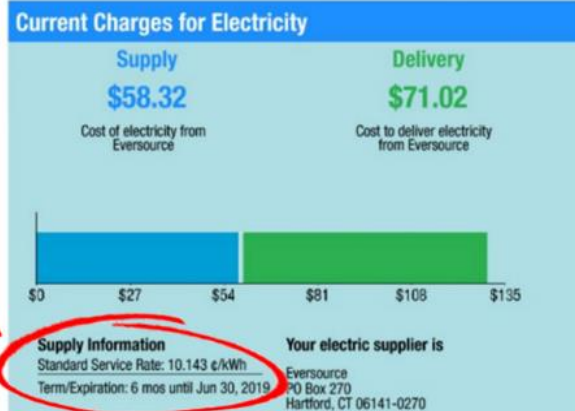 Current Charges for Electricity
Supply
$58.32
Cost of electricity from
Eversource
Delivery
$71.02
Cost to deliver electricity
from Eversource
$0 $27 $54 $81 $108 $135
Supply Information
Standard Service Rate: 10.143 ¢/kWh
Term/Expiration: 6 mos until Jun 30, 2019
Your electric supplier is
Eversource
PO Box 270
Hartford, CT 06141-0270